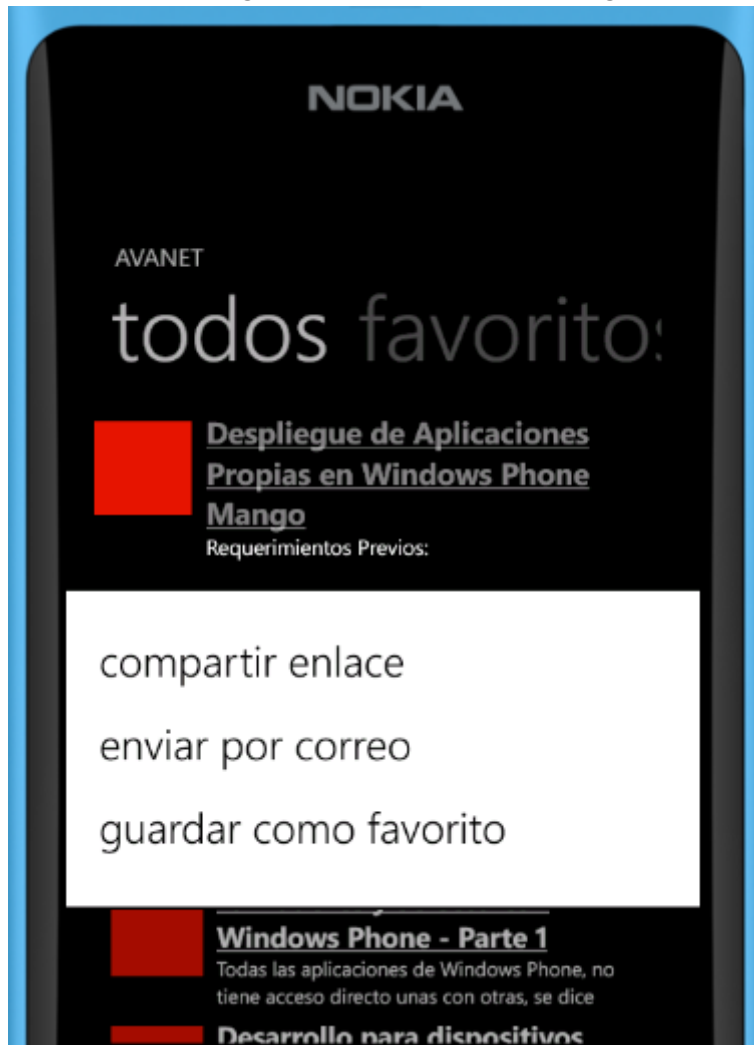 NOKIA
AVANET
todos favoritos
Despliegue de Aplicaciones
Propias en Windows Phone
Mango
Requerimientos Previos:
compartir enlace
enviar por correo
guardar como favorito
Windows Phone - Parte 1
Todas las aplicaciones de Windows Phone, no
tiene acceso directo unas con otras, se dice
Desarrollo para dispositivos